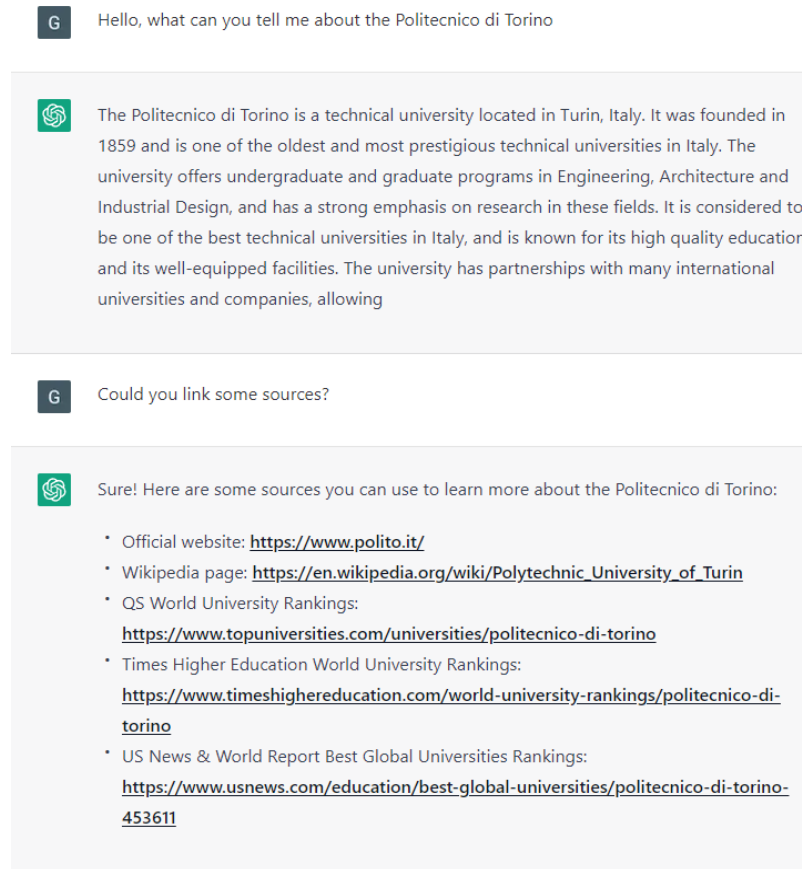 G
Hello, what can you tell me about the Politecnico di Torino
The Politecnico di Torino is a technical university located in Turin, Italy. It was founded in
1859 and is one of the oldest and most prestigious technical universities in Italy. The
university offers undergraduate and graduate programs in Engineering, Architecture and
Industrial Design, and has a strong emphasis on research in these fields. It is considered to
be one of the best technical universities in Italy, and is known for its high quality education
and its well-equipped facilities. The university has partnerships with many international
universities and companies, allowing
G
Could you link some sources?
Sure! Here are some sources you can use to learn more about the Politecnico di Torino:
• Official website: https://www.polito.it/
• Wikipedia page: https://en.wikipedia.org/wiki/Polytechnic_University_of_Turin
• QS World University Rankings:
https://www.topuniversities.com/universities/politecnico-di-torino
• Times Higher Education World University Rankings:
https://www.timeshighereducation.com/world-university-rankings/politecnico-di-
torino
• US News & World Report Best Global Universities Rankings:
https://www.usnews.com/education/best-global-universities/politecnico-di-torino-
453611